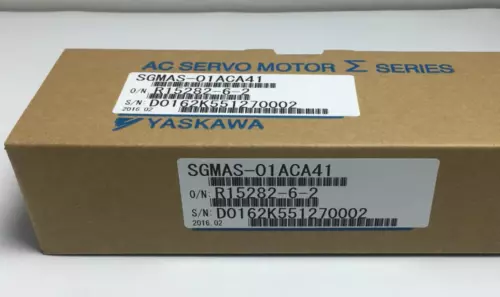 AC SERVO MOTOR Σ SERIES
SGMAS-01ACA41
O/N R15282-6-2
S/N D0162K551270002
2016.02
YASKAWA
SGMAS-01ACA41
O/N: R15282-6-2
S/N: D0162K551270002
2016.02